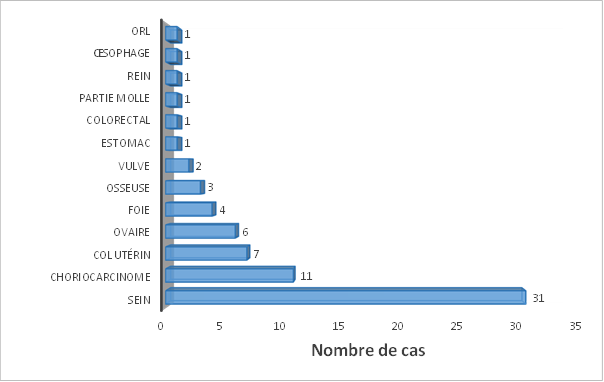 ORL 1
ŒSOPHAGE 1
REIN 1
PARTIE MOLLE 1
COLORECTAL 1
ESTOMAC 1
VULVE 2
OSSEUSE 3
FOIE 4
OVAIRE 6
COL UTÉRIN 7
CHORIOCARCINOME 11
SEIN 31
0 5 10 15 20 25 30 35
Nombre de cas